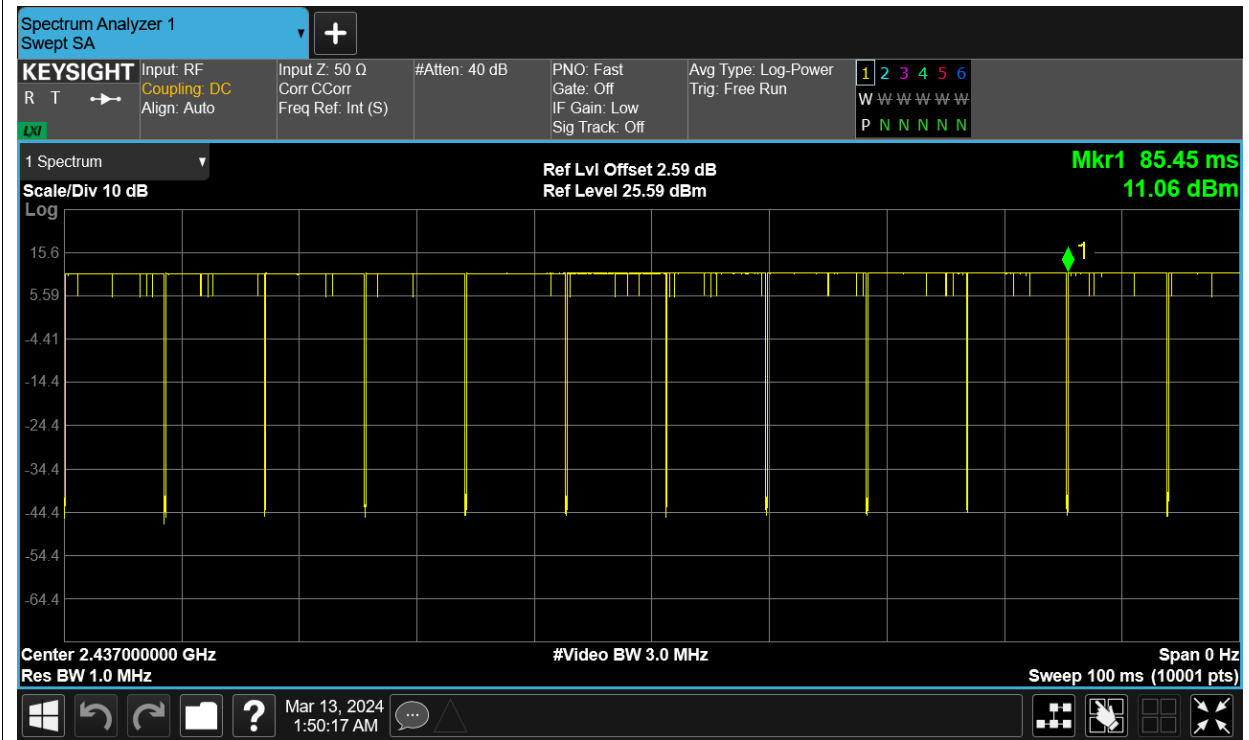 Spectrum Analyzer 1
Swept SA
KEYSIGHT
R T
LXI
Input: RF
Coupling: DC
Align: Auto
Input Z: 50 Ω
Corr CCorr
Freq Ref: Int (S)
#Atten: 40 dB
PNO: Fast
Gate: Off
IF Gain: Low
Sig Track: Off
Avg Type: Log-Power
Trig: Free Run
1 2 3 4 5 6
W W W W W W
P N N N N N
1 Spectrum
Scale/Div 10 dB
Log
Ref Lvl Offset 2.59 dB
Ref Level 25.59 dBm
Mkr1 85.45 ms
11.06 dBm
1
15.6
5.59
-4.41
-14.4
-24.4
-34.4
-44.4
-54.4
-64.4
Center 2.437000000 GHz
Res BW 1.0 MHz
#Video BW 3.0 MHz
Span 0 Hz
Sweep 100 ms (10001 pts)
?
Mar 13, 2024
1:50:17 AM